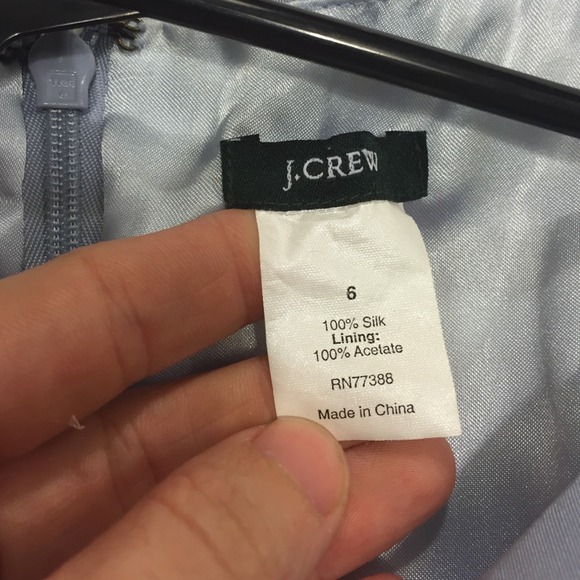 J.CREW
6
100% Silk
Lining:
100% Acetate
RN77388
Made in China